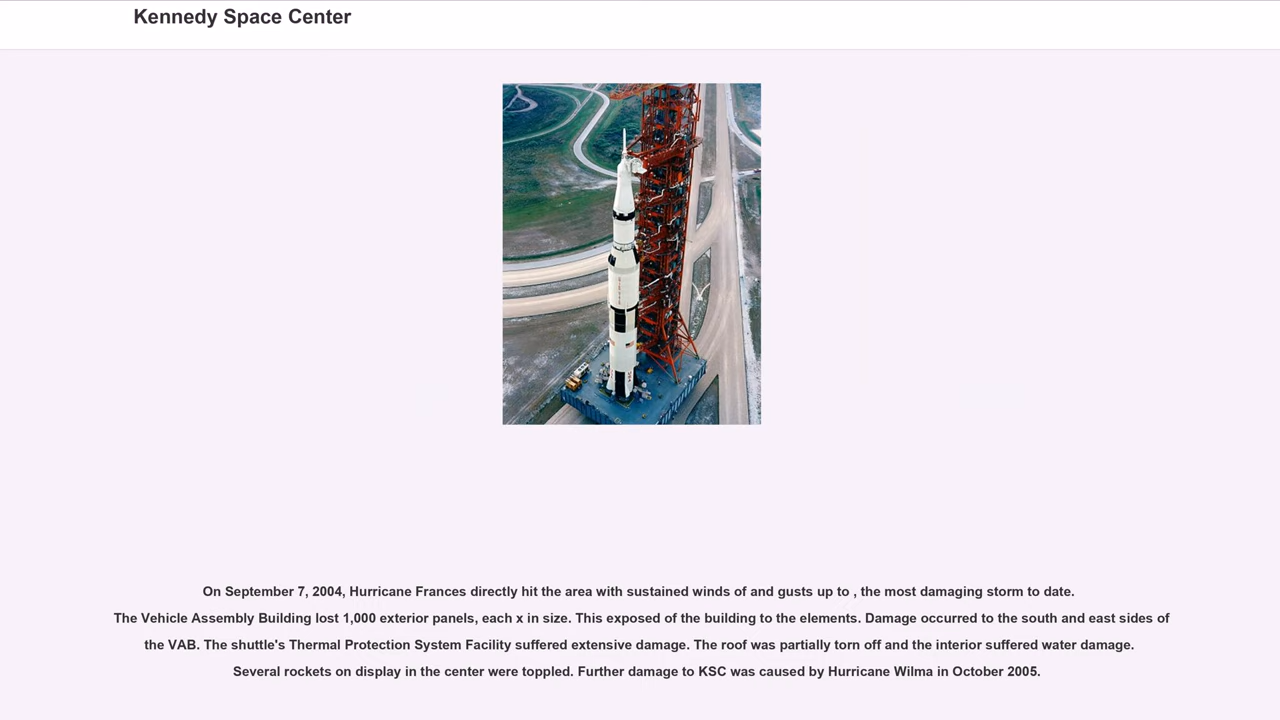 Kennedy Space Center
On September 7, 2004, Hurricane Frances directly hit the area with sustained winds of and gusts up to , the most damaging storm to date.
The Vehicle Assembly Building lost 1,000 exterior panels, each x in size. This exposed of the building to the elements. Damage occurred to the south and east sides of
the VAB. The shuttle's Thermal Protection System Facility suffered extensive damage. The roof was partially torn off and the interior suffered water damage.
Several rockets on display in the center were toppled. Further damage to KSC was caused by Hurricane Wilma in October 2005.